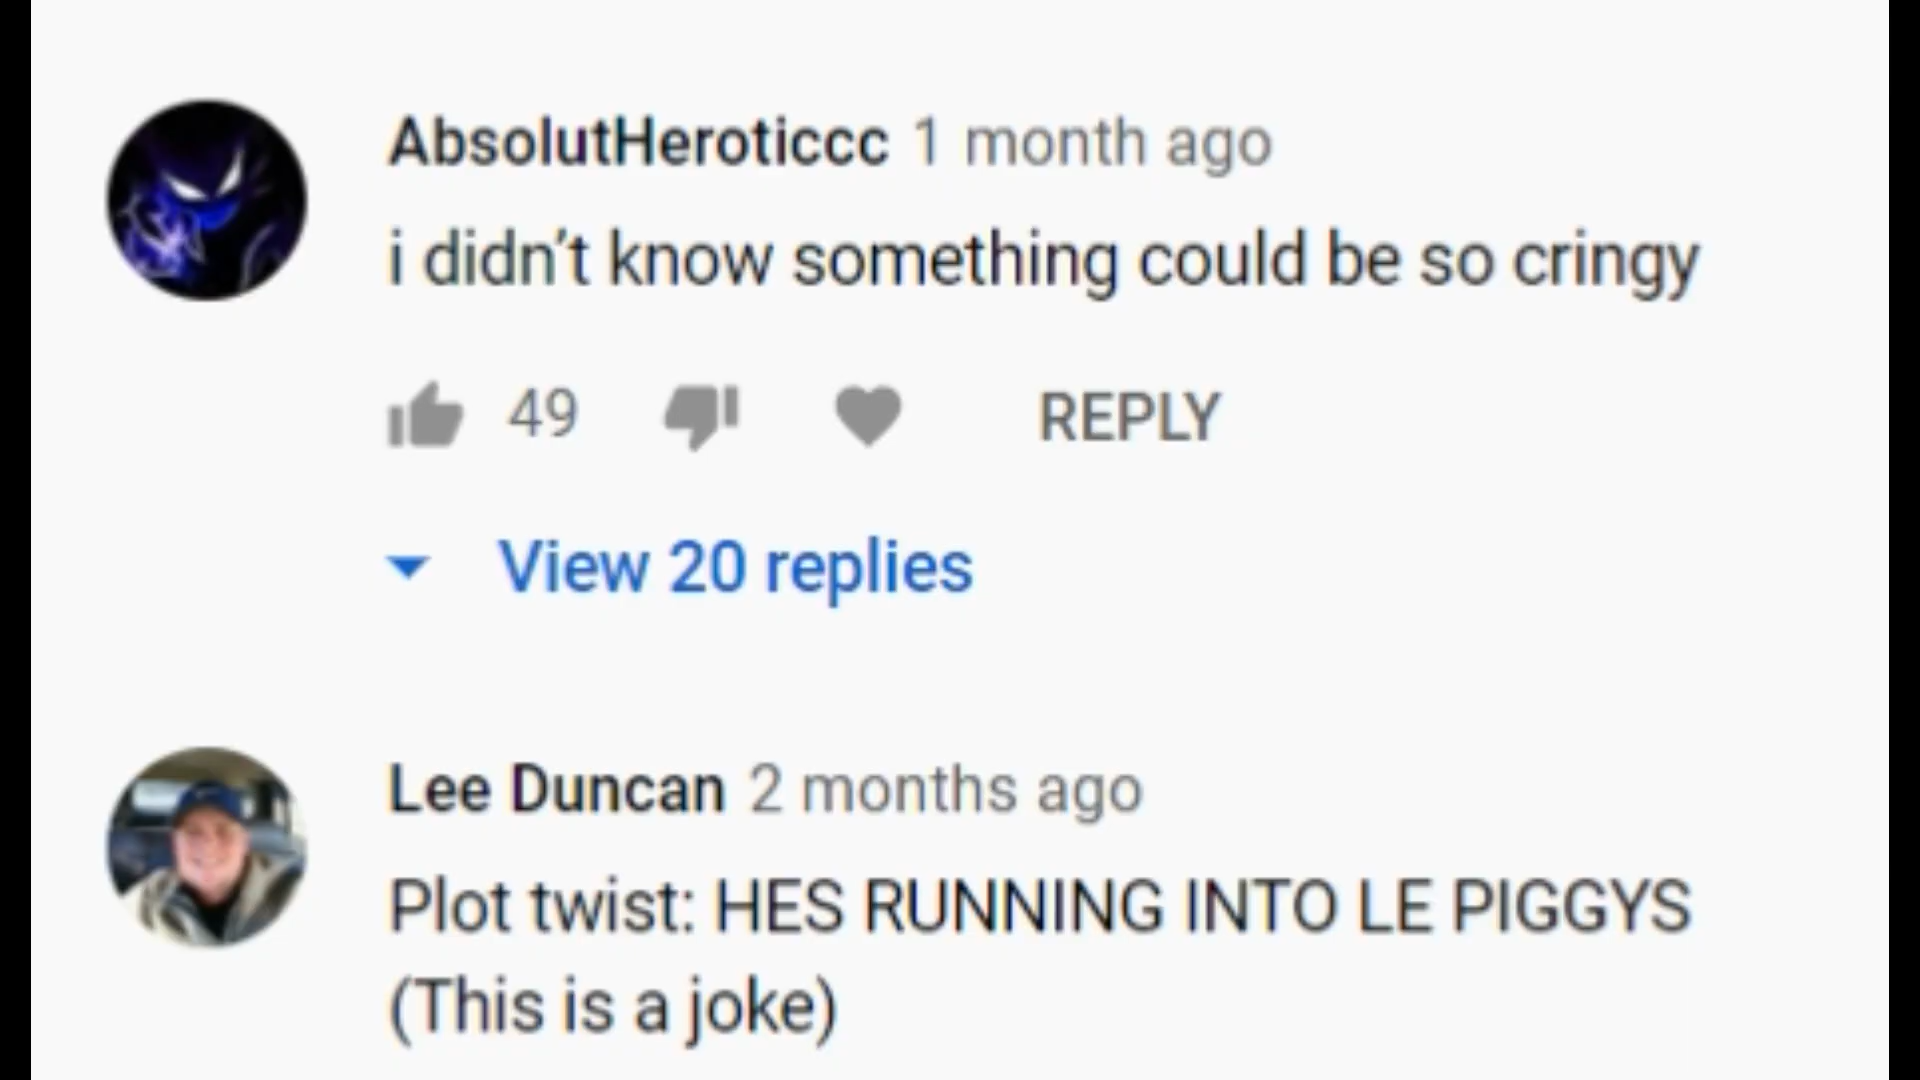 AbsolutHeroticcc 1 month ago
i didn't know something could be so cringy
49 REPLY
View 20 replies
Lee Duncan 2 months ago
Plot twist: HES RUNNING INTO LE PIGGYS
(This is a joke)